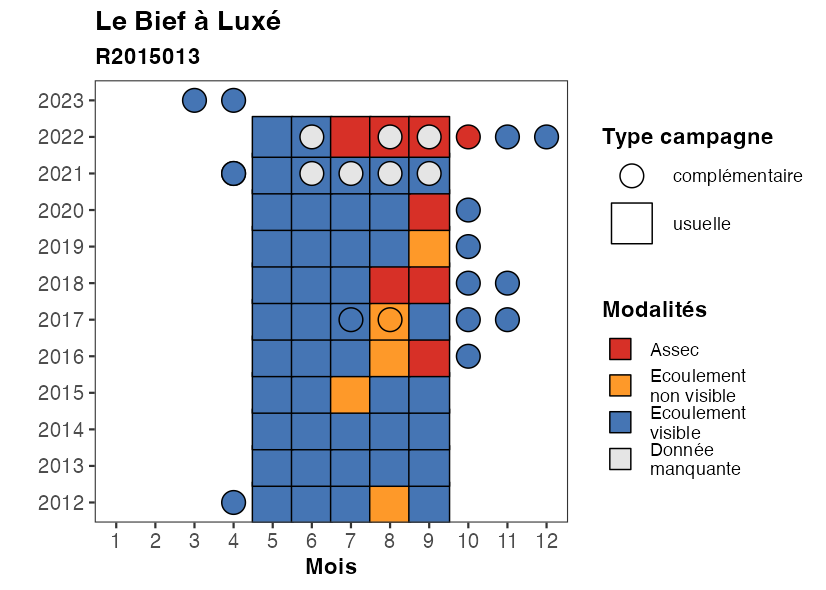 Le Bief à Luxé
R2015013
2023
2022
2021
2020
2019
2018
2017
2016
2015
2014
2013
2012
1 2 3 4 5 6 7 8 9 10 11 12
Mois
Type campagne
complémentaire
usuelle
Modalités
Assec
Ecoulement
non visible
Ecoulement
visible
Donnée
manquante